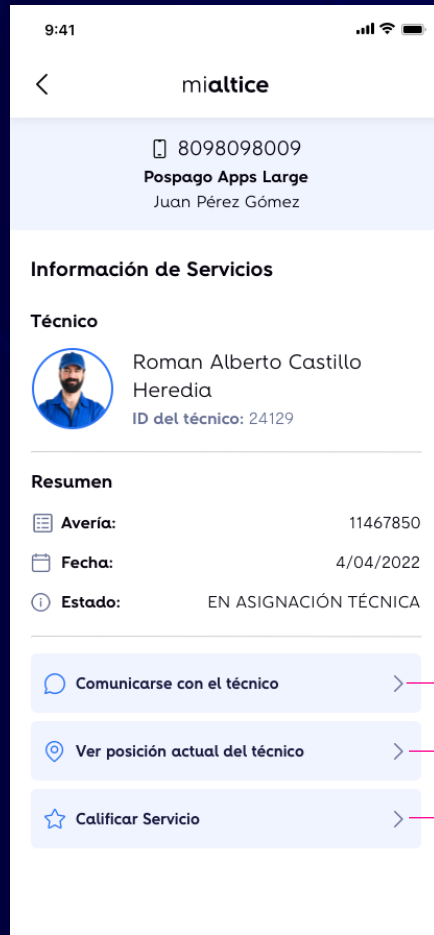 9:41
mialtice
8098098009
Pospago Apps Large
Juan Pérez Gómez
Información de Servicios
Técnico
Roman Alberto Castillo
Heredia
ID del técnico: 24129
Resumen
Avería: 11467850
Fecha: 4/04/2022
Estado: EN ASIGNACIÓN TÉCNICA
Comunicarse con el técnico
Ver posición actual del técnico
Calificar Servicio